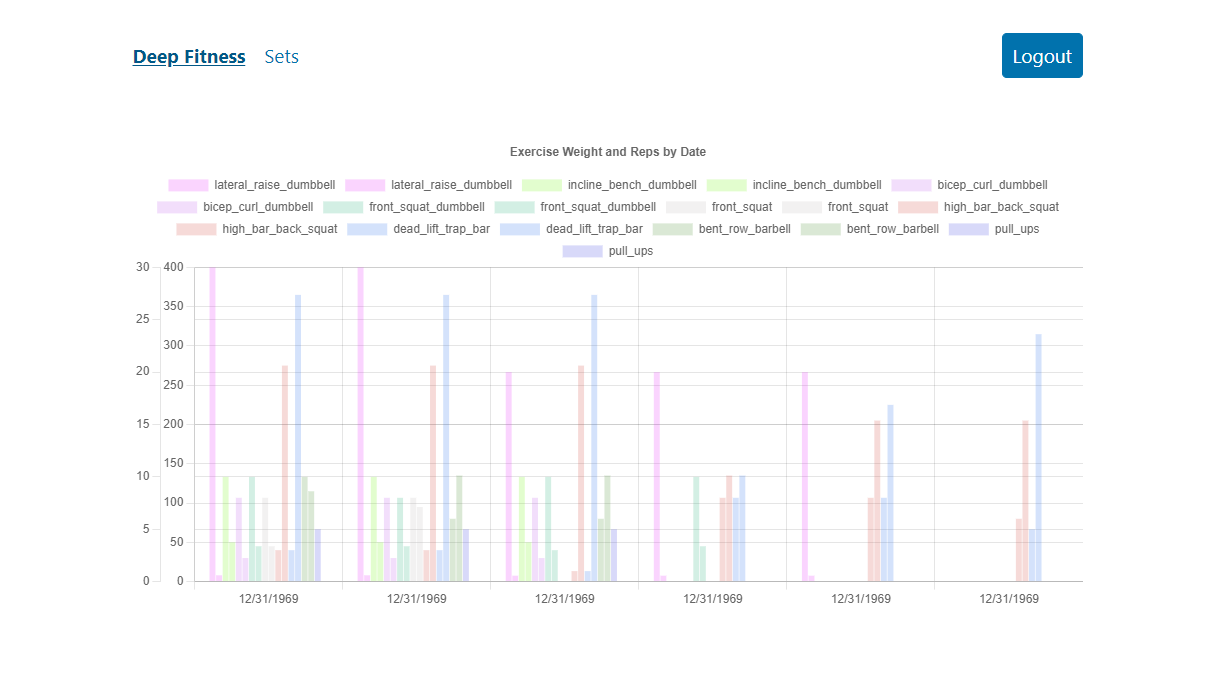 Deep Fitness Sets Logout
Exercise Weight and Reps by Date
lateral_raise_dumbbell lateral_raise_dumbbell incline_bench_dumbbell incline_bench_dumbbell bicep_curl_dumbbell
bicep_curl_dumbbell front_squat_dumbbell front_squat_dumbbell front_squat front_squat high_bar_back_squat
high_bar_back_squat dead_lift_trap_bar dead_lift_trap_bar bent_row_barbell bent_row_barbell pull_ups
pull_ups
30 400
350
25
300
20
250
15 200
150
10
100
5
50
0 0
12/31/1969 12/31/1969 12/31/1969 12/31/1969 12/31/1969 12/31/1969